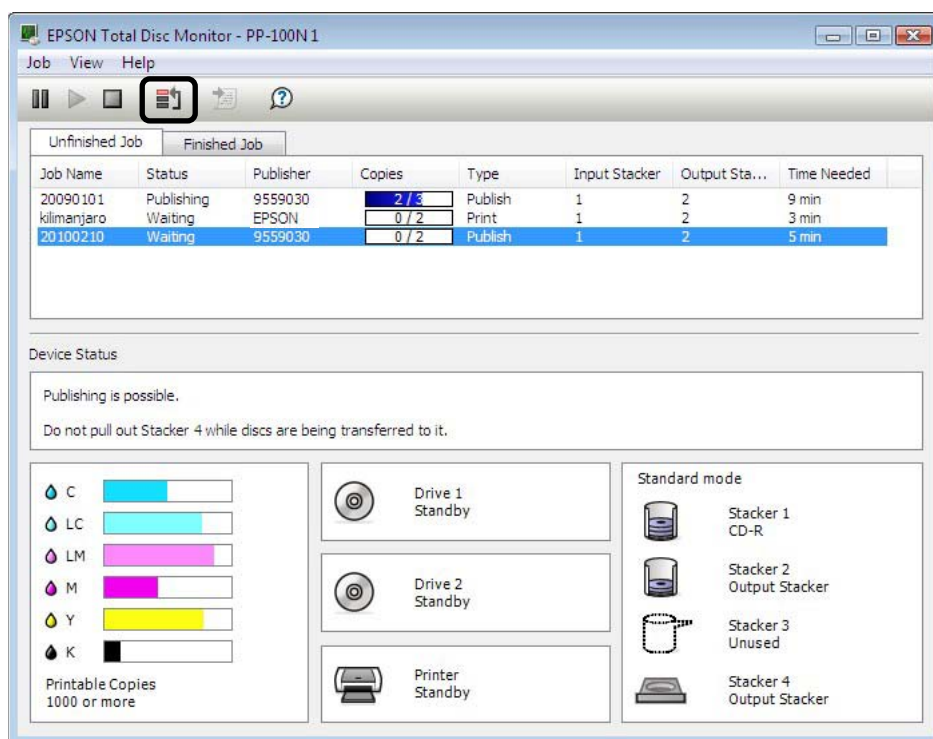 EPSON Total Disc Monitor - PP-100N 1
Job View Help
Unfinished Job Finished Job
Job Name Status Publisher Copies Type Input Stacker Output Sta... Time Needed
20090101 Publishing 9559030 2 / 3 Publish 1 2 9 min
kilimanjaro Waiting EPSON 0 / 2 Print 1 2 3 min
20100210 Waiting 9559030 0 / 2 Publish 1 2 5 min
Device Status
Publishing is possible.
Do not pull out Stacker 4 while discs are being transferred to it.
C
LC
LM
M
Y
K
Printable Copies
1000 or more
Drive 1
Standby
Drive 2
Standby
Printer
Standby
Standard mode
Stacker 1
CD-R
Stacker 2
Output Stacker
Stacker 3
Unused
Stacker 4
Output Stacker